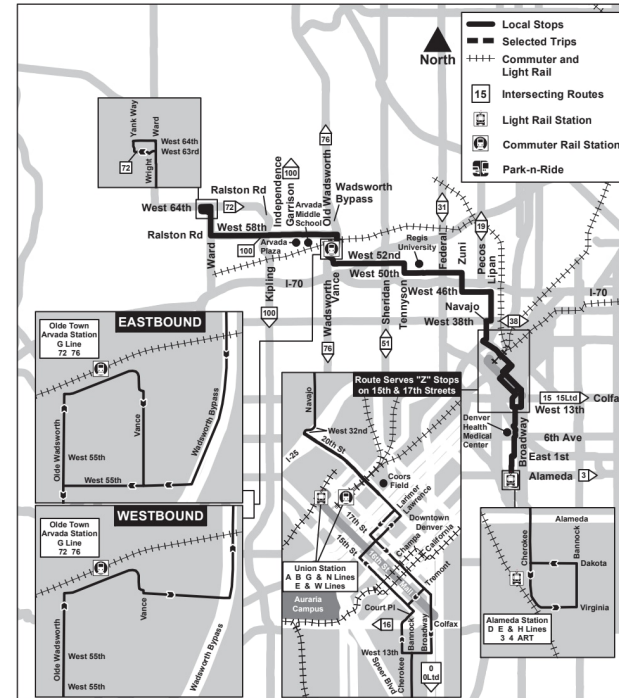 North
Local Stops
Selected Trips
Commuter and
Light Rail
15
Intersecting Routes
Light Rail Station
Commuter Rail Station
Park-n-Ride
Yank Way
Ward
West 64th
West 63rd
72
Wright
West 64th
72
Ralston Rd
Independence
Garrison
100
Arvada
Middle
School
76
Old Wadsworth
Wadsworth
Bypass
31
19
Ralston Rd
West 58th
Ward
100
Arvada
Plaza
I-70
Kipling
100
Wadsworth
Vance
76
West 52nd
West 50th
Regis
University
Sheridan
Tennyson
51
Federal
Zuni
Pecos
Lipan
I-70
West 46th
Navajo
West 38th
38
15 15Ltd
Colfa
West 13th
Denver
Health
Medical
Center
6th Ave
Broadway
East 1st
Alameda
3
EASTBOUND
Olde Town
Arvada Station
G Line
72 76
Olde Wadsworth
West 55th
West 55th
Vance
Wadsworth Bypass
WESTBOUND
Olde Town
Arvada Station
G Line
72 76
Olde Wadsworth
West 55th
West 55th
Vance
Wadsworth Bypass
Route Serves "Z" Stops
on 15th & 17th Streets
Navajo
West 32nd
I-25
20th St
Coors
Field
Larimer
Lawrence
17th St
15th St
Downtown
Denver
Champa
California
Union Station
A B G & N Lines
E & W Lines
Auraria
Campus
Tremont
Court Pl
16
Colfax
Bannock
Broadway
West 13th
Speer Blvd
Cherokee
0
0Ltd
Alameda
Cherokee
Bannock
Dakota
Virginia
Alameda Station
D E & H Lines
3 4 ART